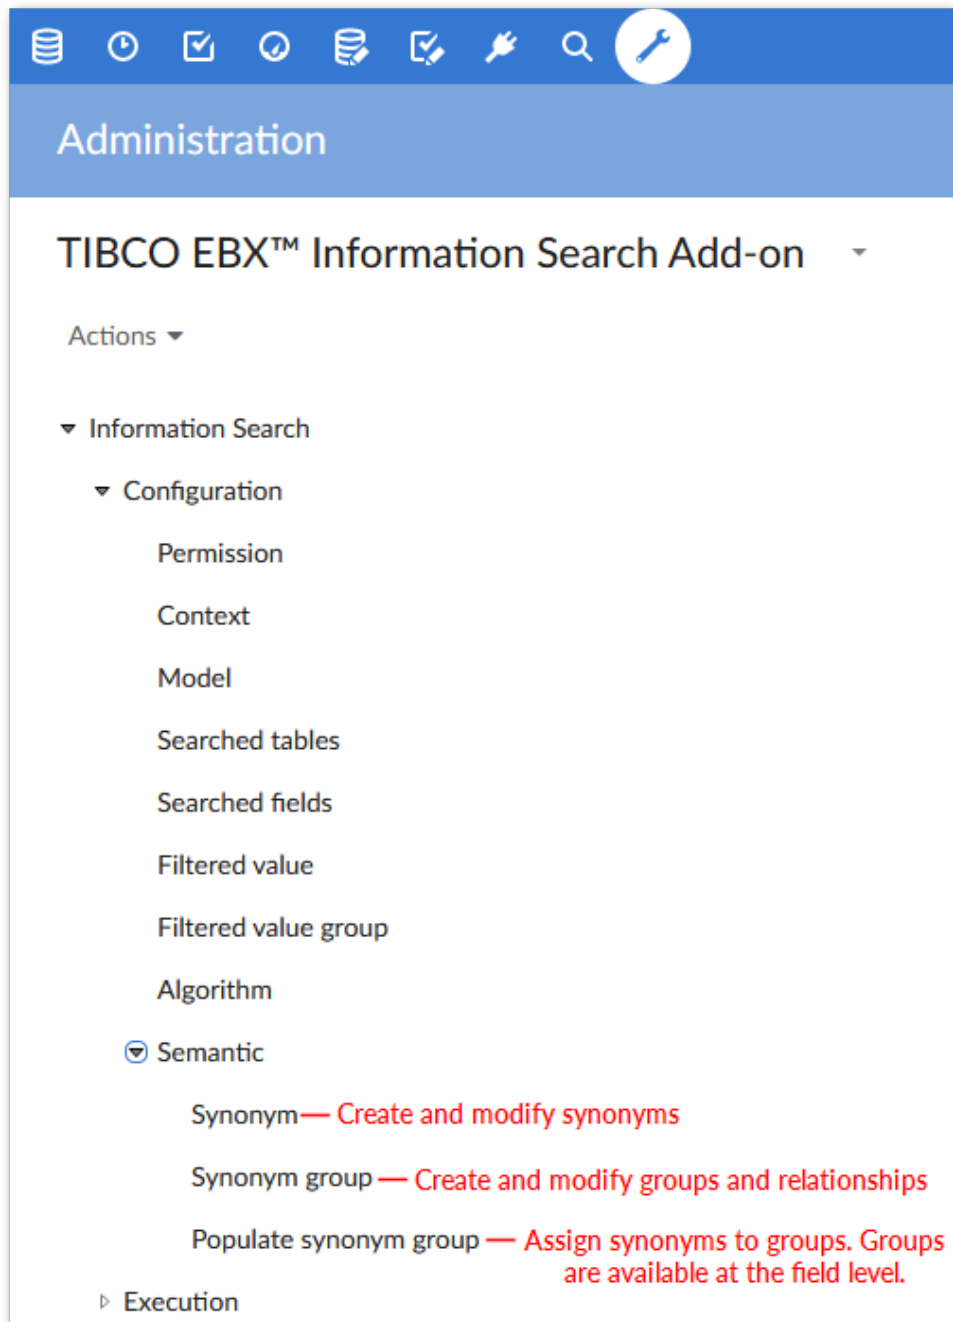 Administration
TIBCO EBX™ Information Search Add-on
Actions
Information Search
Configuration
Permission
Context
Model
Searched tables
Searched fields
Filtered value
Filtered value group
Algorithm
Semantic
Synonym — Create and modify synonyms
Synonym group — Create and modify groups and relationships
Populate synonym group — Assign synonyms to groups. Groups
are available at the field level.
Execution